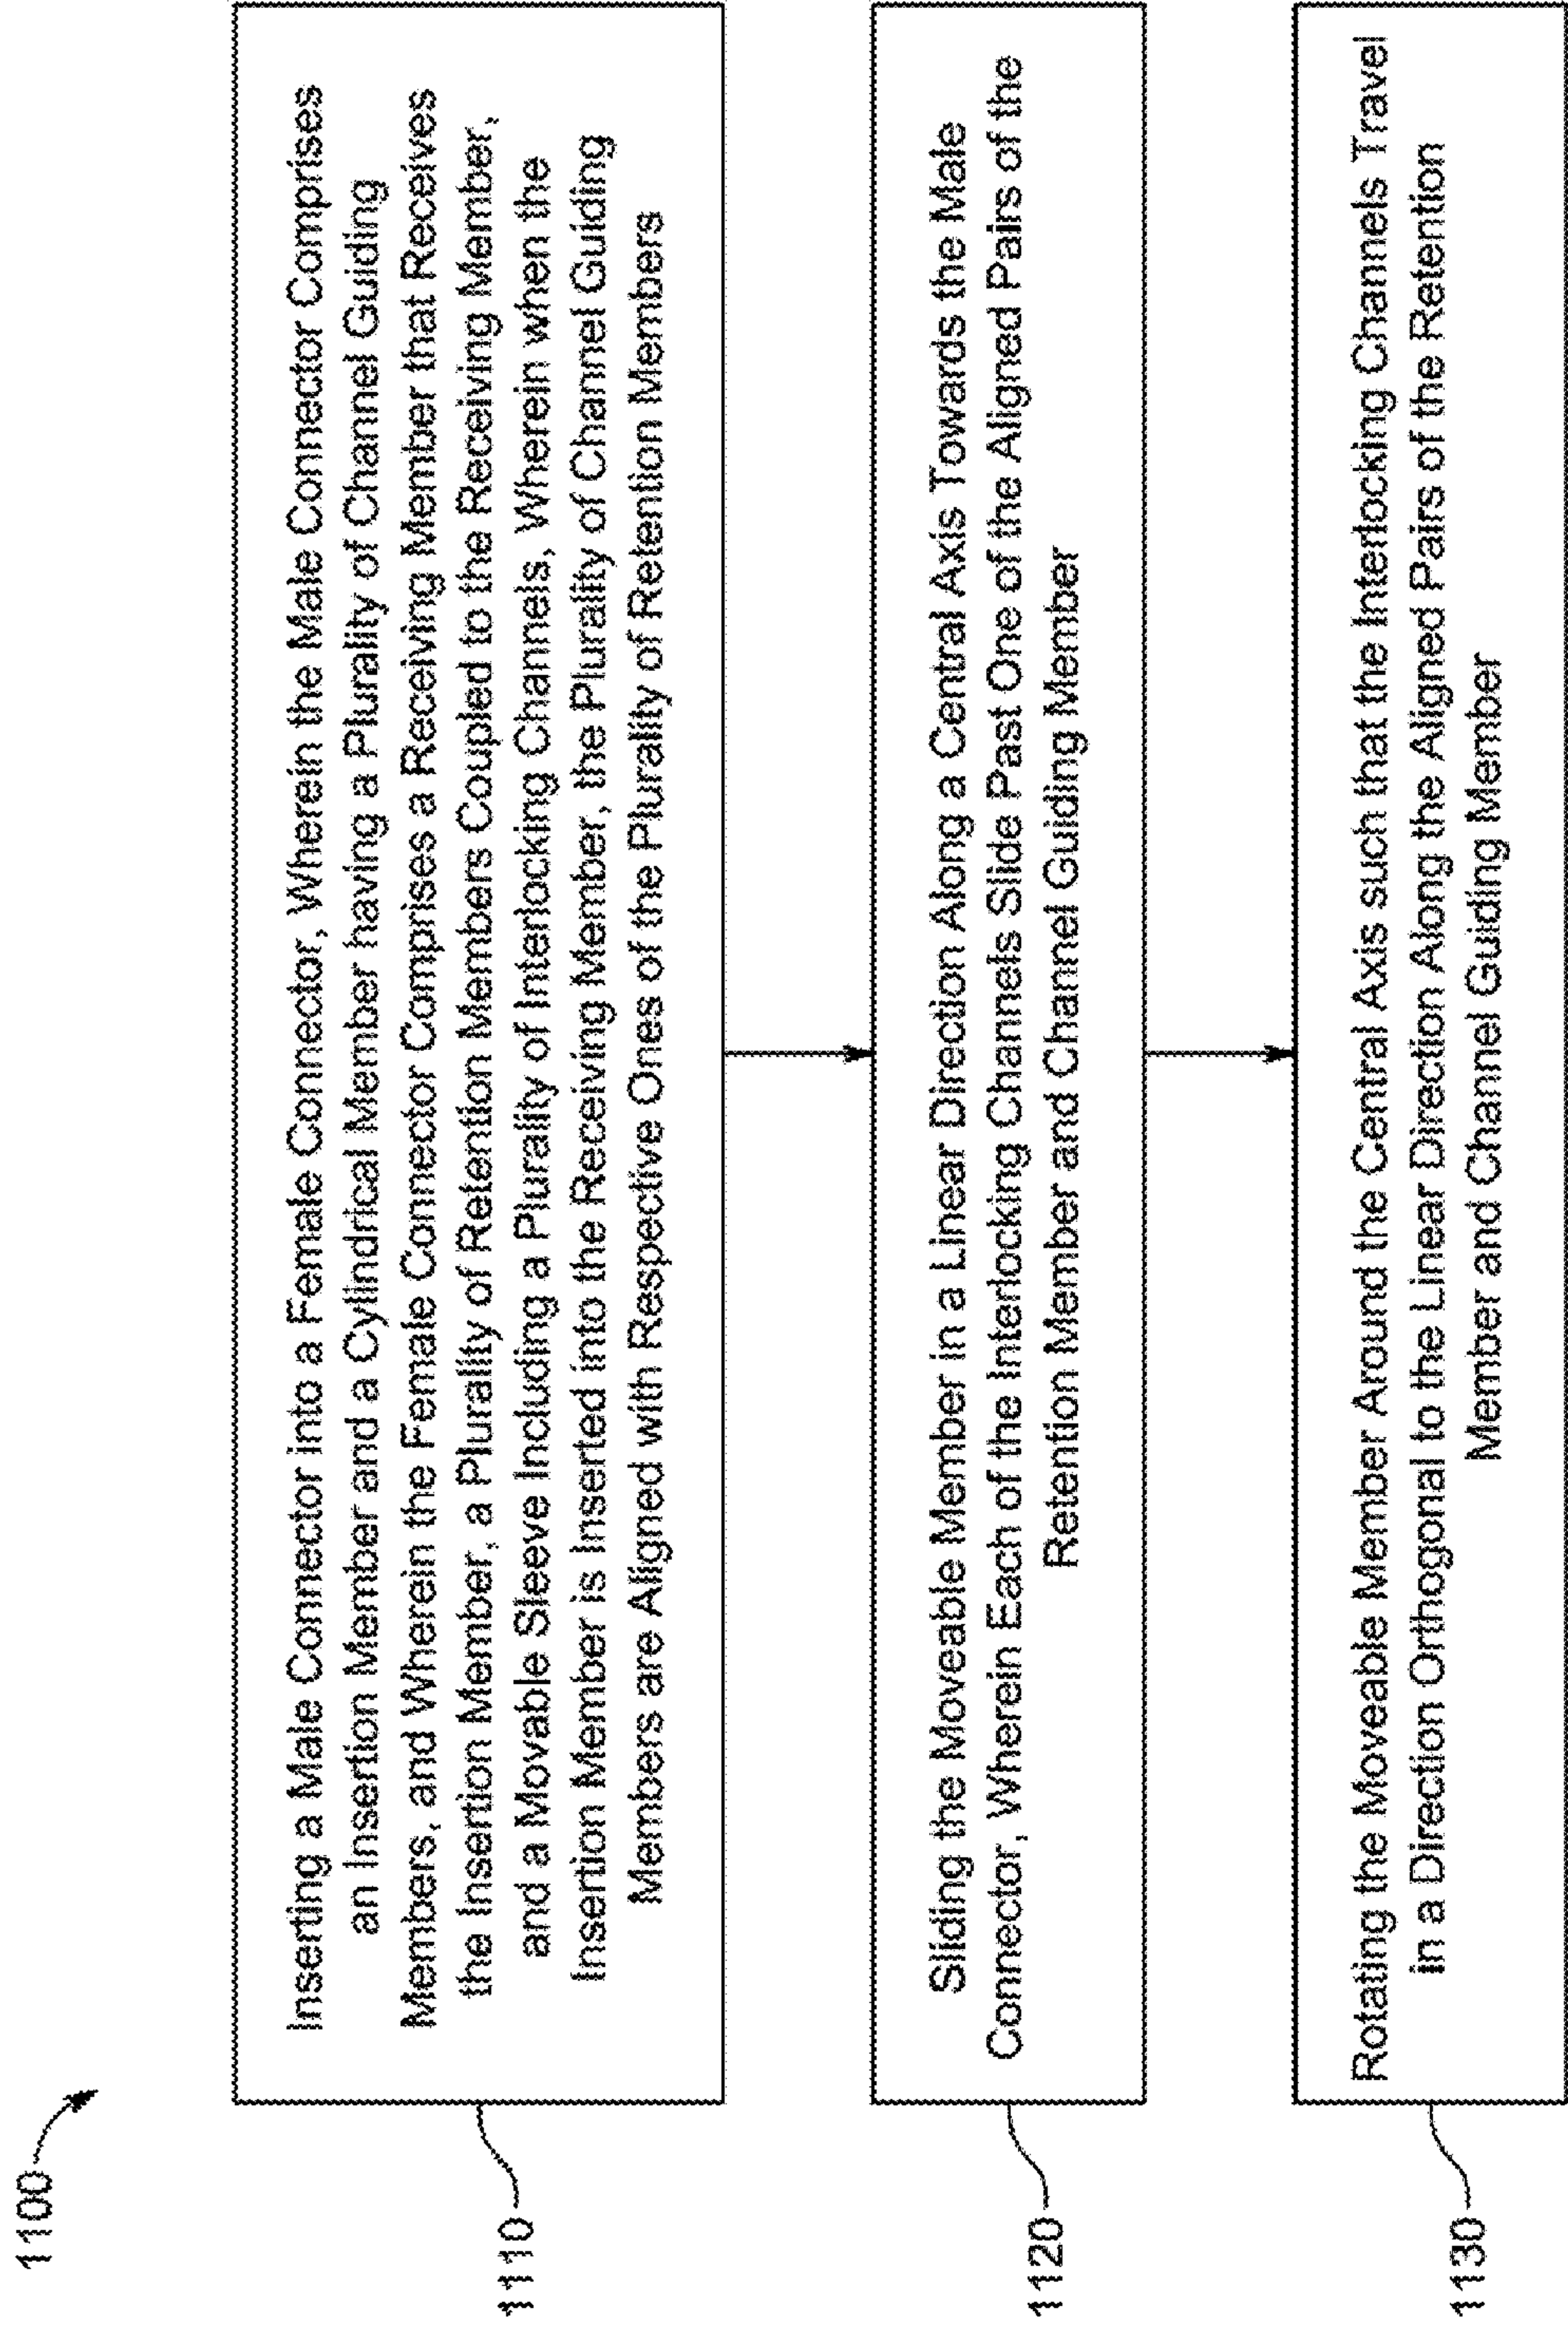 1100
1110
Inserting a Male Connector into a Female Connector, Wherein the Male Connector Comprises
an Insertion Member and a Cylindrical Member having a Plurality of Channel Guiding
Members, and Wherein the Female Connector Comprises a Receiving Member that Receives
the Insertion Member, a Plurality of Retention Members Coupled to the Receiving Member,
and a Movable Sleeve Including a Plurality of Interlocking Channels, Wherein when the
Insertion Member is Inserted into the Receiving Member, the Plurality of Channel Guiding
Members are Aligned with Respective Ones of the Plurality of Retention Members
1120
Sliding the Moveable Member in a Linear Direction Along a Central Axis Towards the Male
Connector, Wherein Each of the Interlocking Channels Slide Past One of the Aligned Pairs of the
Retention Member and Channel Guiding Member
1130
Rotating the Moveable Member Around the Central Axis such that the Interlocking Channels Travel
in a Direction Orthogonal to the Linear Direction Along the Aligned Pairs of the Retention
Member and Channel Guiding Member